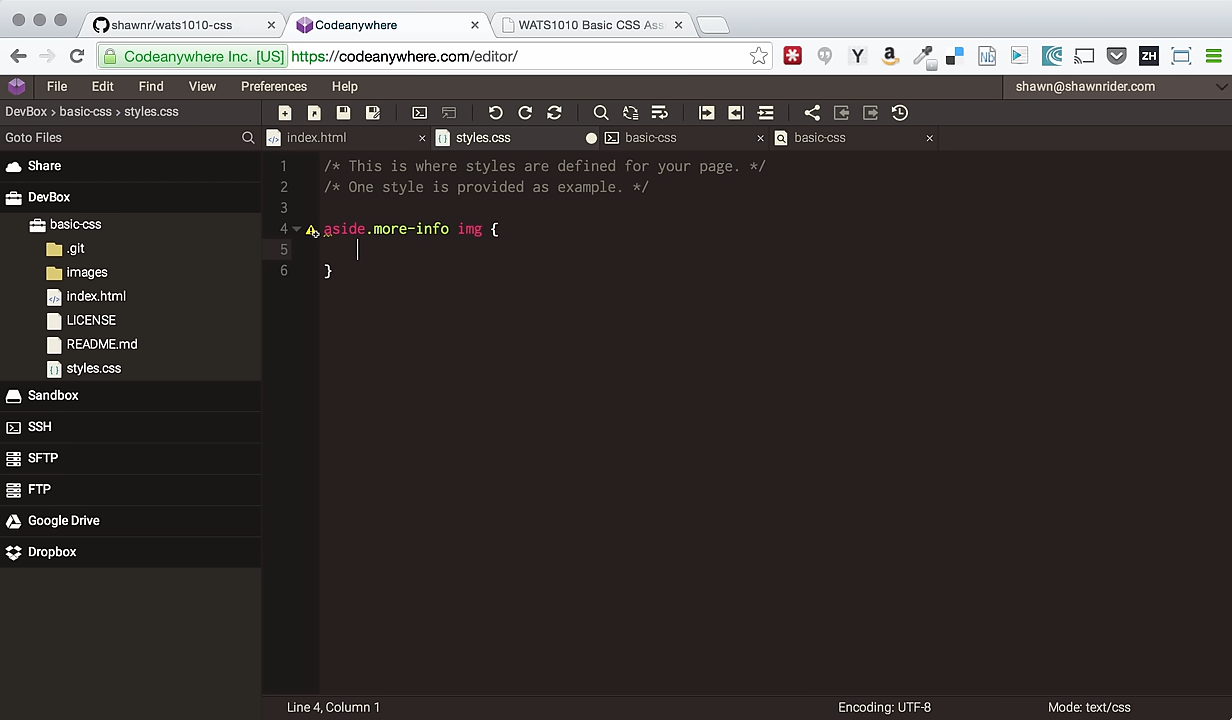 shawnr/wats1010-css
Codeanywhere
WATS1010 Basic CSS Ass
Codeanywhere Inc. [US] https://codeanywhere.com/editor/
File Edit Find View Preferences Help shawn@shawnrider.com
DevBox > basic-css > styles.css
Goto Files
index.html styles.css basic-css basic-css
Share
DevBox
basic-css
.git
images
index.html
LICENSE
README.md
styles.css
Sandbox
SSH
SFTP
FTP
Google Drive
Dropbox
1 /* This is where styles are defined for your page. */
2 /* One style is provided as example. */
3
4 aside.more-info img {
5
6 }
Line 4, Column 1 Encoding: UTF-8 Mode: text/css